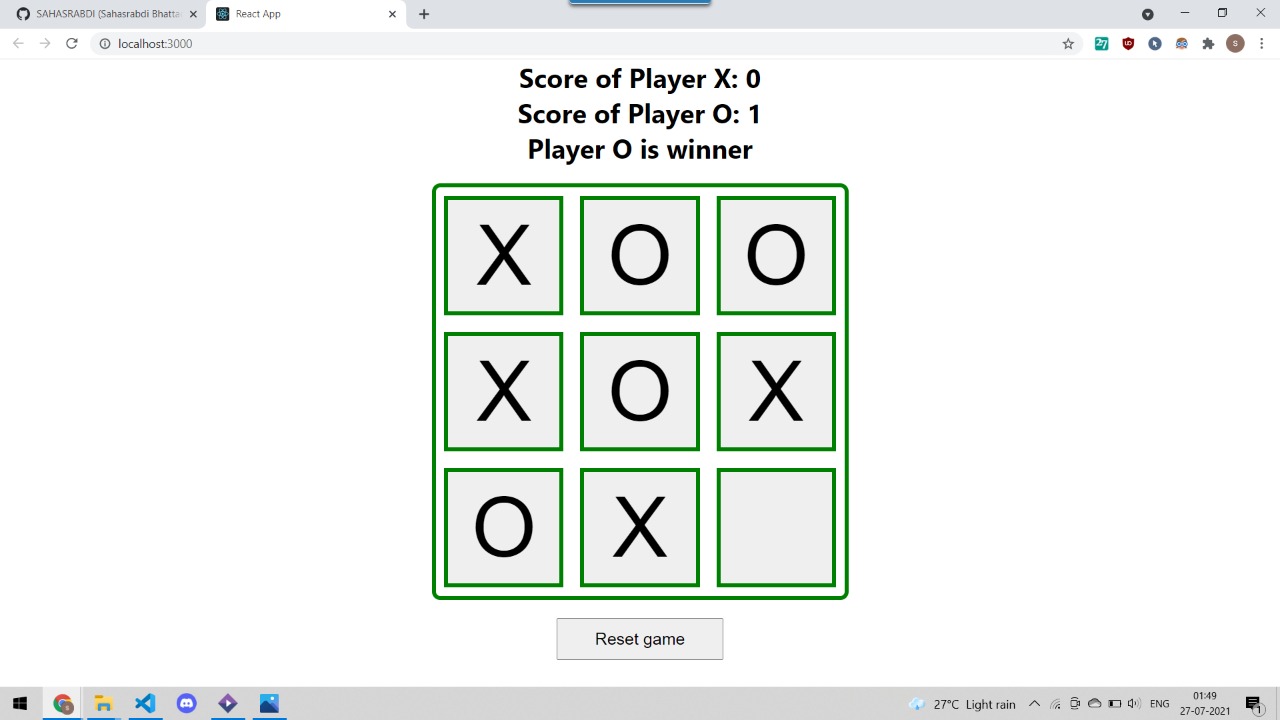 SAHASRABDI (Sahasrabdi Bhatta
React App
localhost:3000
Score of Player X: 0
Score of Player O: 1
Player O is winner
X O O
X O X
O X
Reset game
27°C Light rain
ENG
01:49
27-07-2021